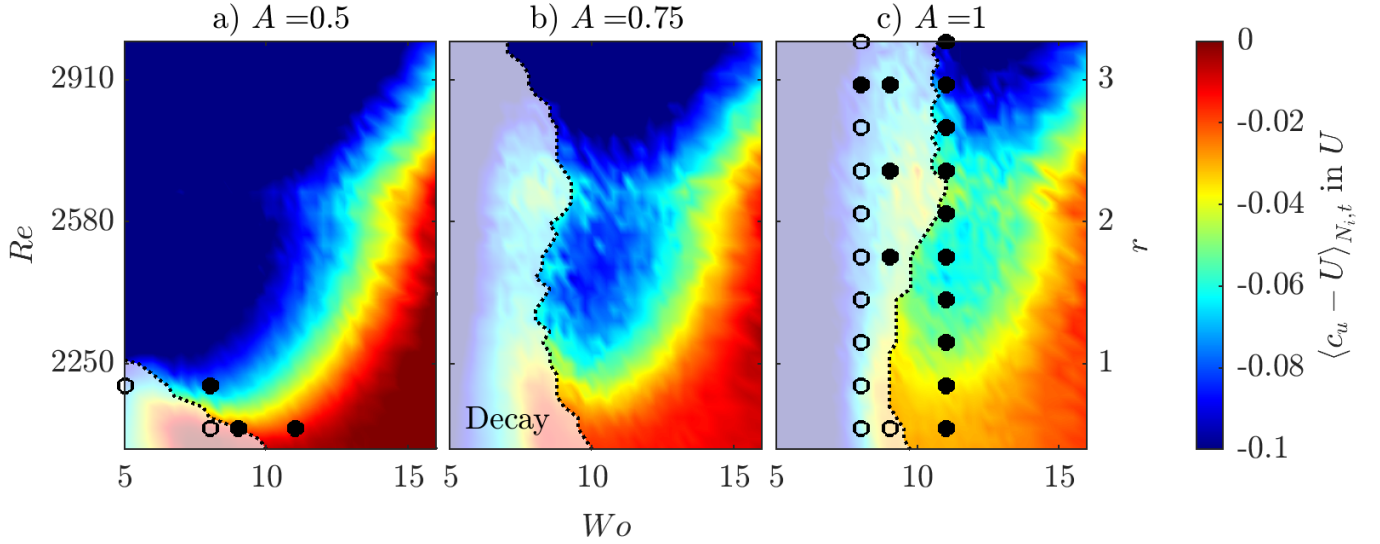 a) A =0.5
b) A =0.75
c) A =1
2910
2580
2250
Re
Decay
5
10
15
5
10
15
5
10
15
Wo
3
2
1
r
0
-0.02
-0.04
-0.06
-0.08
-0.1
⟨c_u − U⟩_{N_i,t} in U